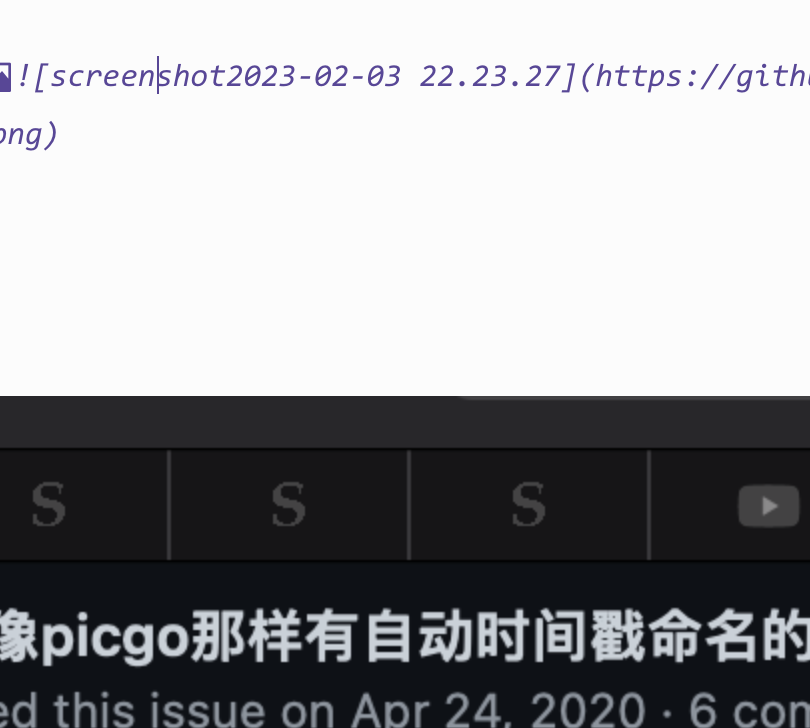 ![screenshot2023-02-03 22.23.27](https://githu
png)
S S S
像picgo那样有自动时间戳命名的
ed this issue on Apr 24, 2020 · 6 con